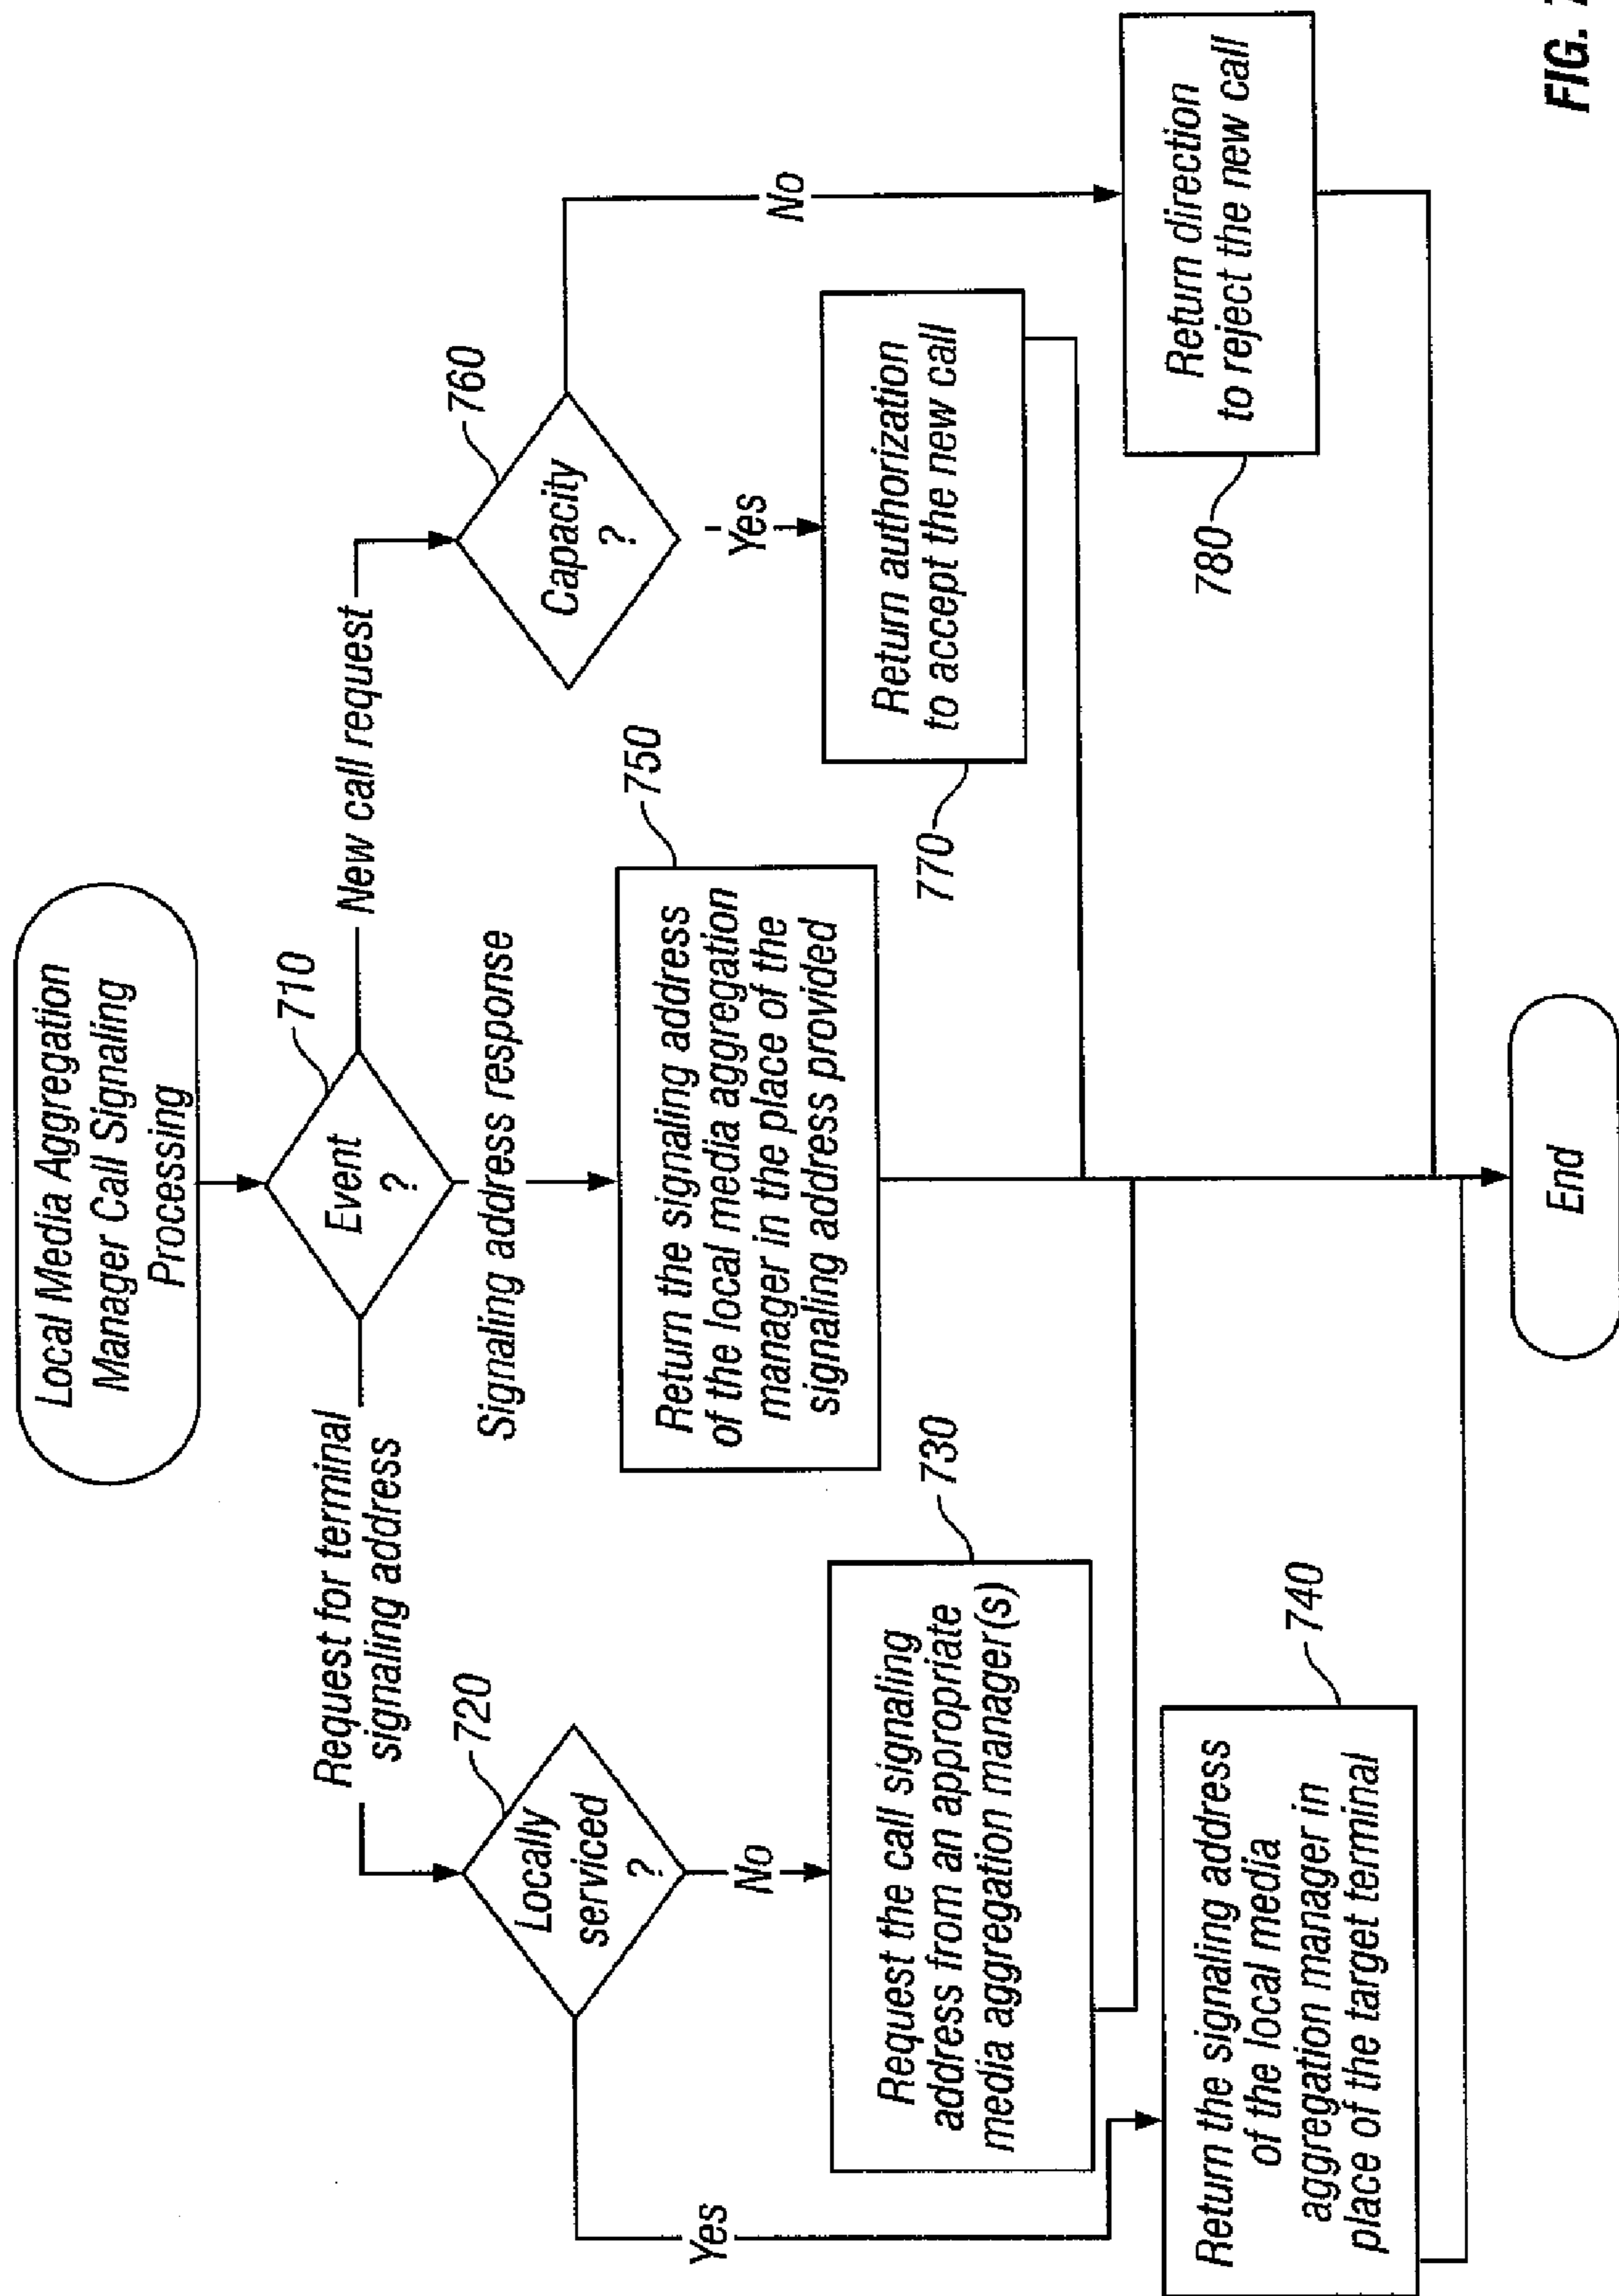 Local Media Aggregation
Manager Call Signaling
Processing
710
Event
?
Request for terminal
signaling address
Signaling address response
New call request
720
Locally
serviced
?
Yes
No
730
Request the call signaling
address from an appropriate
media aggregation manager(s)
740
Return the signaling address
of the local media
aggregation manager in
place of the target terminal
750
Return the signaling address
of the local media aggregation
manager in the place of the
signaling address provided
760
Capacity
?
Yes
No
770
Return authorization
to accept the new call
780
Return direction
to reject the new call
End
FIG.